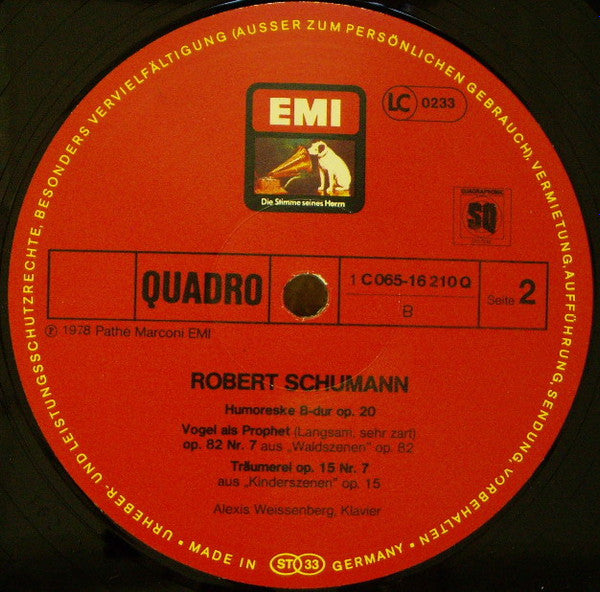 URHEBER- UND LEISTUNGSSCHUTZRECHTE, BESONDERS VERVIELFÄLTIGUNG (AUSSER ZUM PERSÖNLICHEN GEBRAUCH), VERMIETUNG, AUFFÜHRUNG, SENDUNG, VORBEHALTEN
EMI
Die Stimme seines Herrn
LC 0233
QUADRAPHONIC
SQ
QUADRO
1 C 065-16 210 Q
B
Seite 2
℗ 1978 Pathé Marconi EMI
ROBERT SCHUMANN
Humoreske B-dur op. 20
Vogel als Prophet (Langsam, sehr zart)
op. 82 Nr. 7 aus „Waldszenen" op. 82
Träumerei op. 15 Nr. 7
aus „Kinderszenen" op. 15
Alexis Weissenberg, Klavier
• MADE IN ST 33 GERMANY •